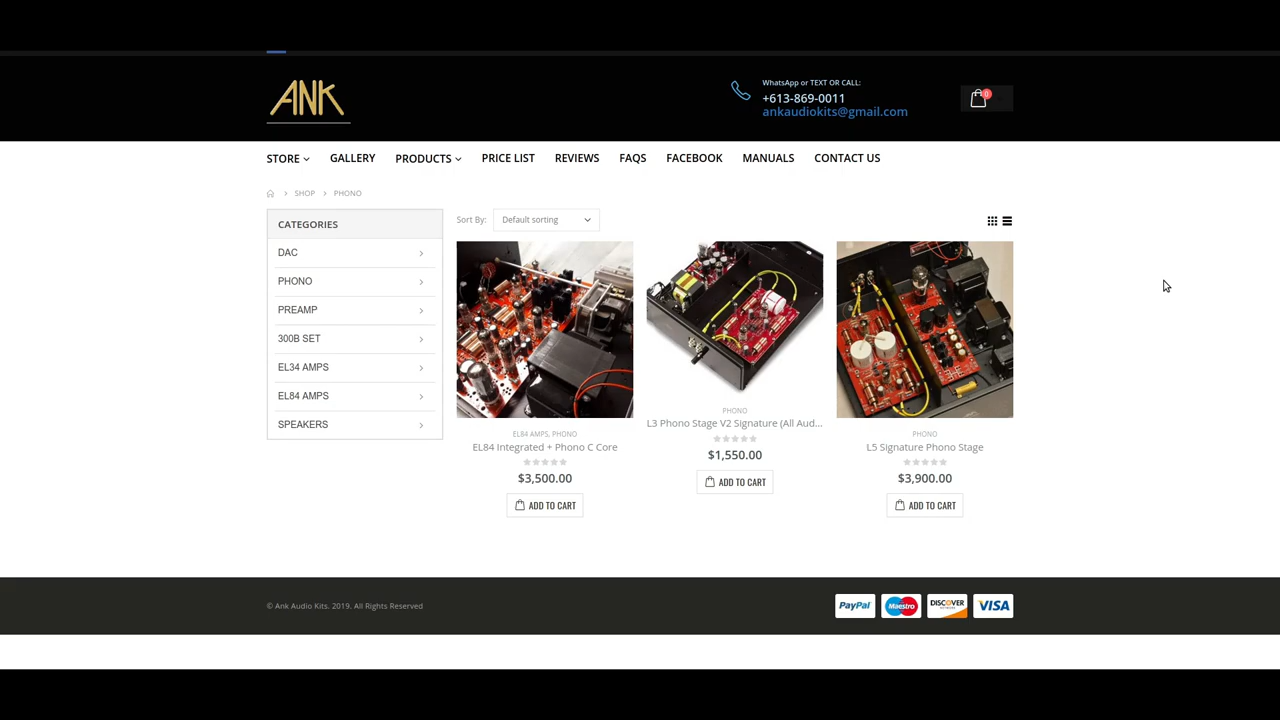 ANK
WhatsApp or TEXT OR CALL:
+613-869-0011
ankaudiokits@gmail.com
0
STORE GALLERY PRODUCTS PRICE LIST REVIEWS FAQS FACEBOOK MANUALS CONTACT US
> SHOP > PHONO
CATEGORIES
DAC
PHONO
PREAMP
300B SET
EL34 AMPS
EL84 AMPS
SPEAKERS
Sort By: Default sorting
EL84 AMPS, PHONO
EL84 Integrated + Phono C Core
$3,500.00
ADD TO CART
PHONO
L3 Phono Stage V2 Signature (All Aud...
$1,550.00
ADD TO CART
PHONO
L5 Signature Phono Stage
$3,900.00
ADD TO CART
© Ank Audio Kits. 2019. All Rights Reserved
PayPal Maestro DISCOVER NETWORK VISA